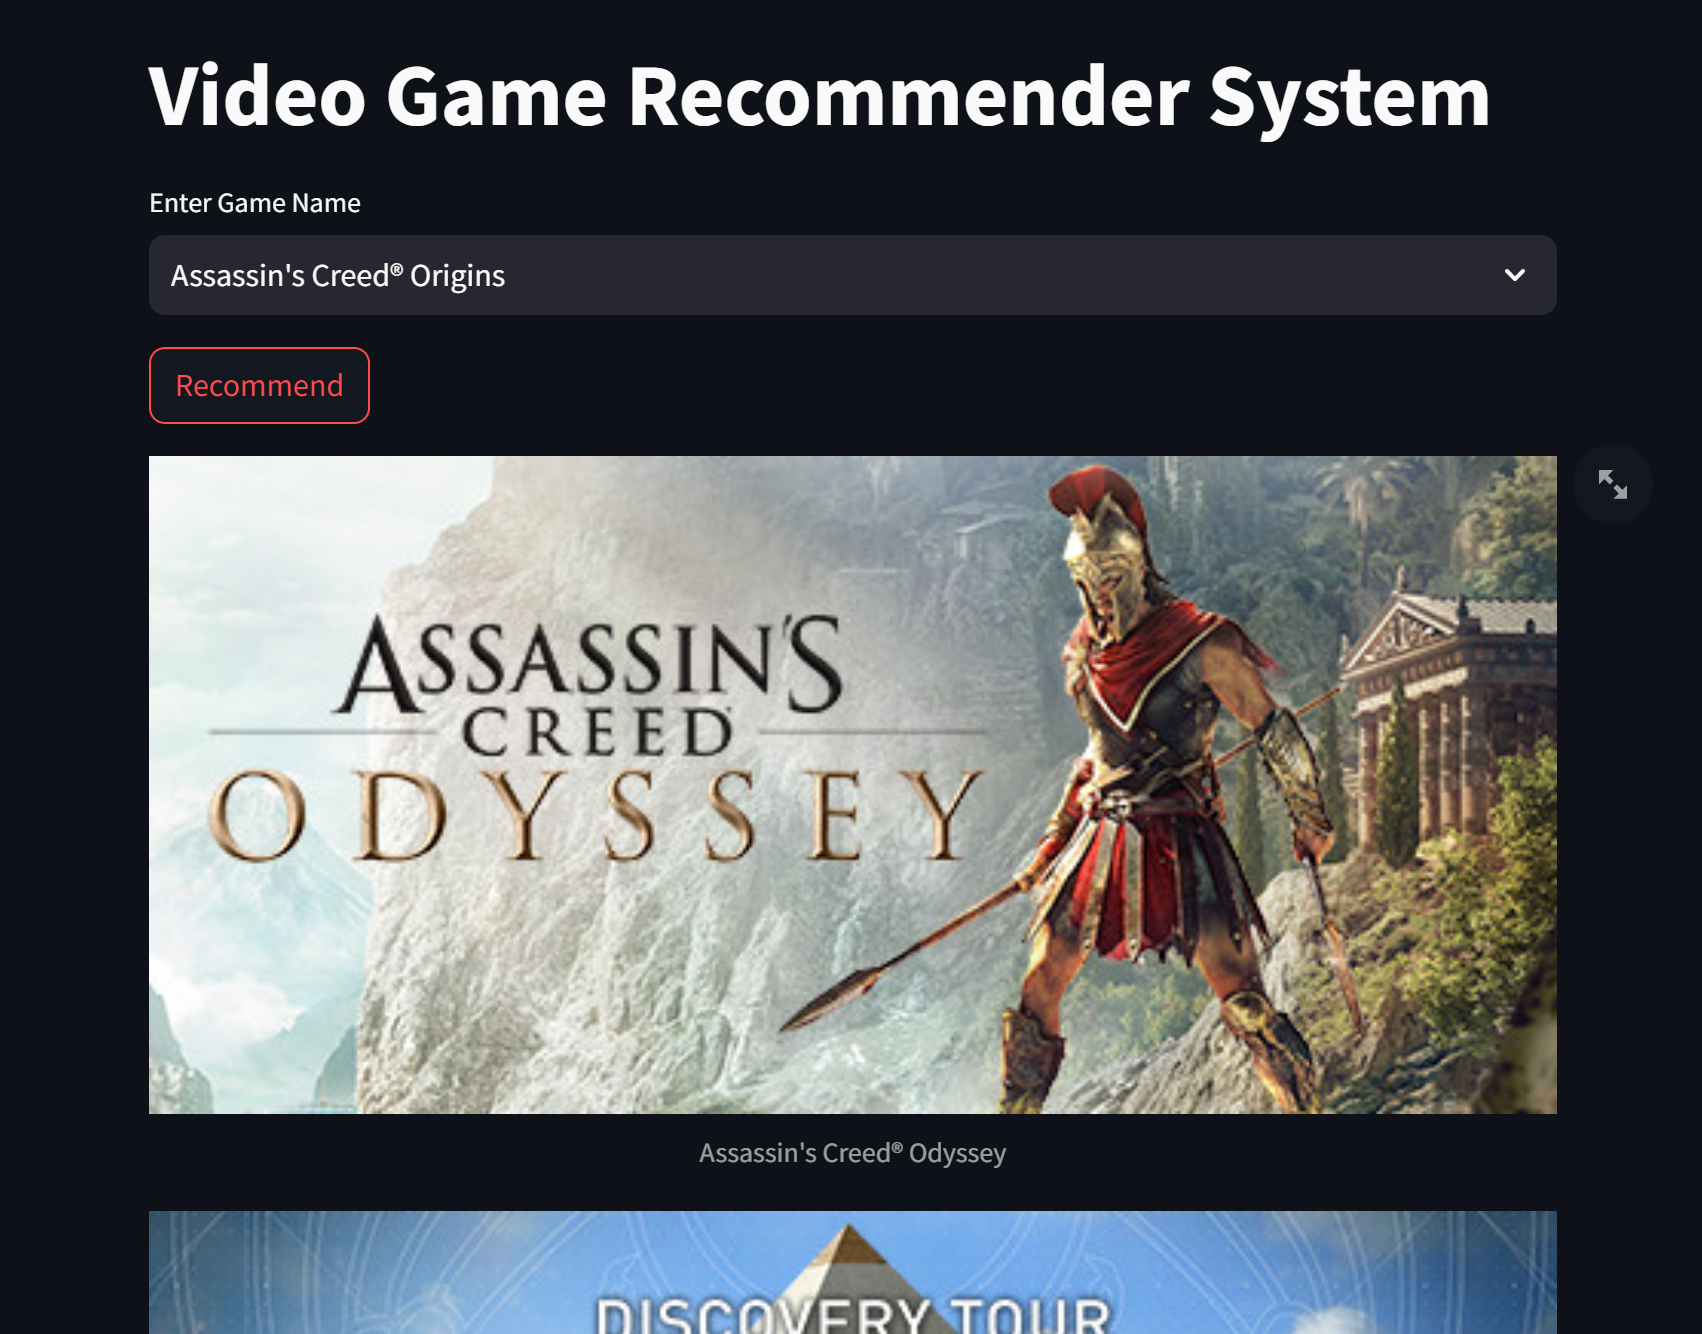 Video Game Recommender System
Enter Game Name
Assassin's Creed® Origins
Recommend
ASSASSIN'S
CREED
ODYSSEY
Assassin's Creed® Odyssey
DISCOVERY TOUR